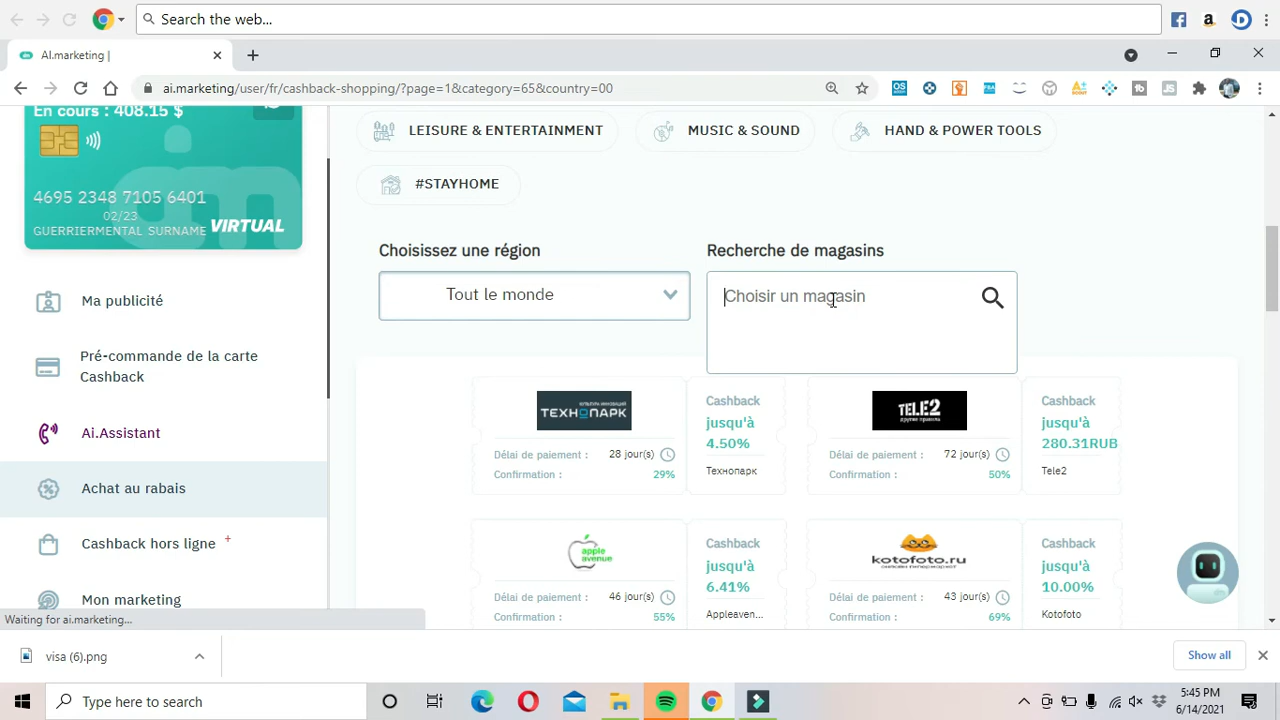 Search the web...
AI.marketing |
ai.marketing/user/fr/cashback-shopping/?page=1&category=65&country=00
En cours : 408.15 $
4695 2348 7105 6401
02/23
GUERRIERMENTAL SURNAME
VIRTUAL
Ma publicité
Pré-commande de la carte
Cashback
Ai.Assistant
Achat au rabais
Cashback hors ligne +
Mon marketing
Waiting for ai.marketing...
LEISURE & ENTERTAINMENT
MUSIC & SOUND
HAND & POWER TOOLS
#STAYHOME
Choisissez une région
Tout le monde
Recherche de magasins
Choisir un magasin
ТЕХНОПАРК
Délai de paiement : 28 jour(s)
Confirmation : 29%
Cashback
jusqu'à
4.50%
Технопарк
TELE2
другие правила
Délai de paiement : 72 jour(s)
Confirmation : 50%
Cashback
jusqu'à
280.31RUB
Tele2
apple
avenue
Délai de paiement : 46 jour(s)
Confirmation : 55%
Cashback
jusqu'à
6.41%
Appleaven...
kotofoto.ru
Délai de paiement : 43 jour(s)
Confirmation : 69%
Cashback
jusqu'à
10.00%
Kotofoto
visa (6).png
Show all
Type here to search
5:45 PM
6/14/2021